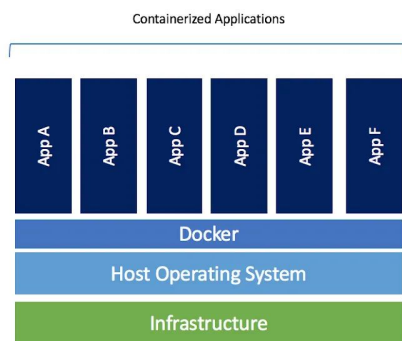 Containerized Applications
App A
App B
App C
App D
App E
App F
Docker
Host Operating System
Infrastructure